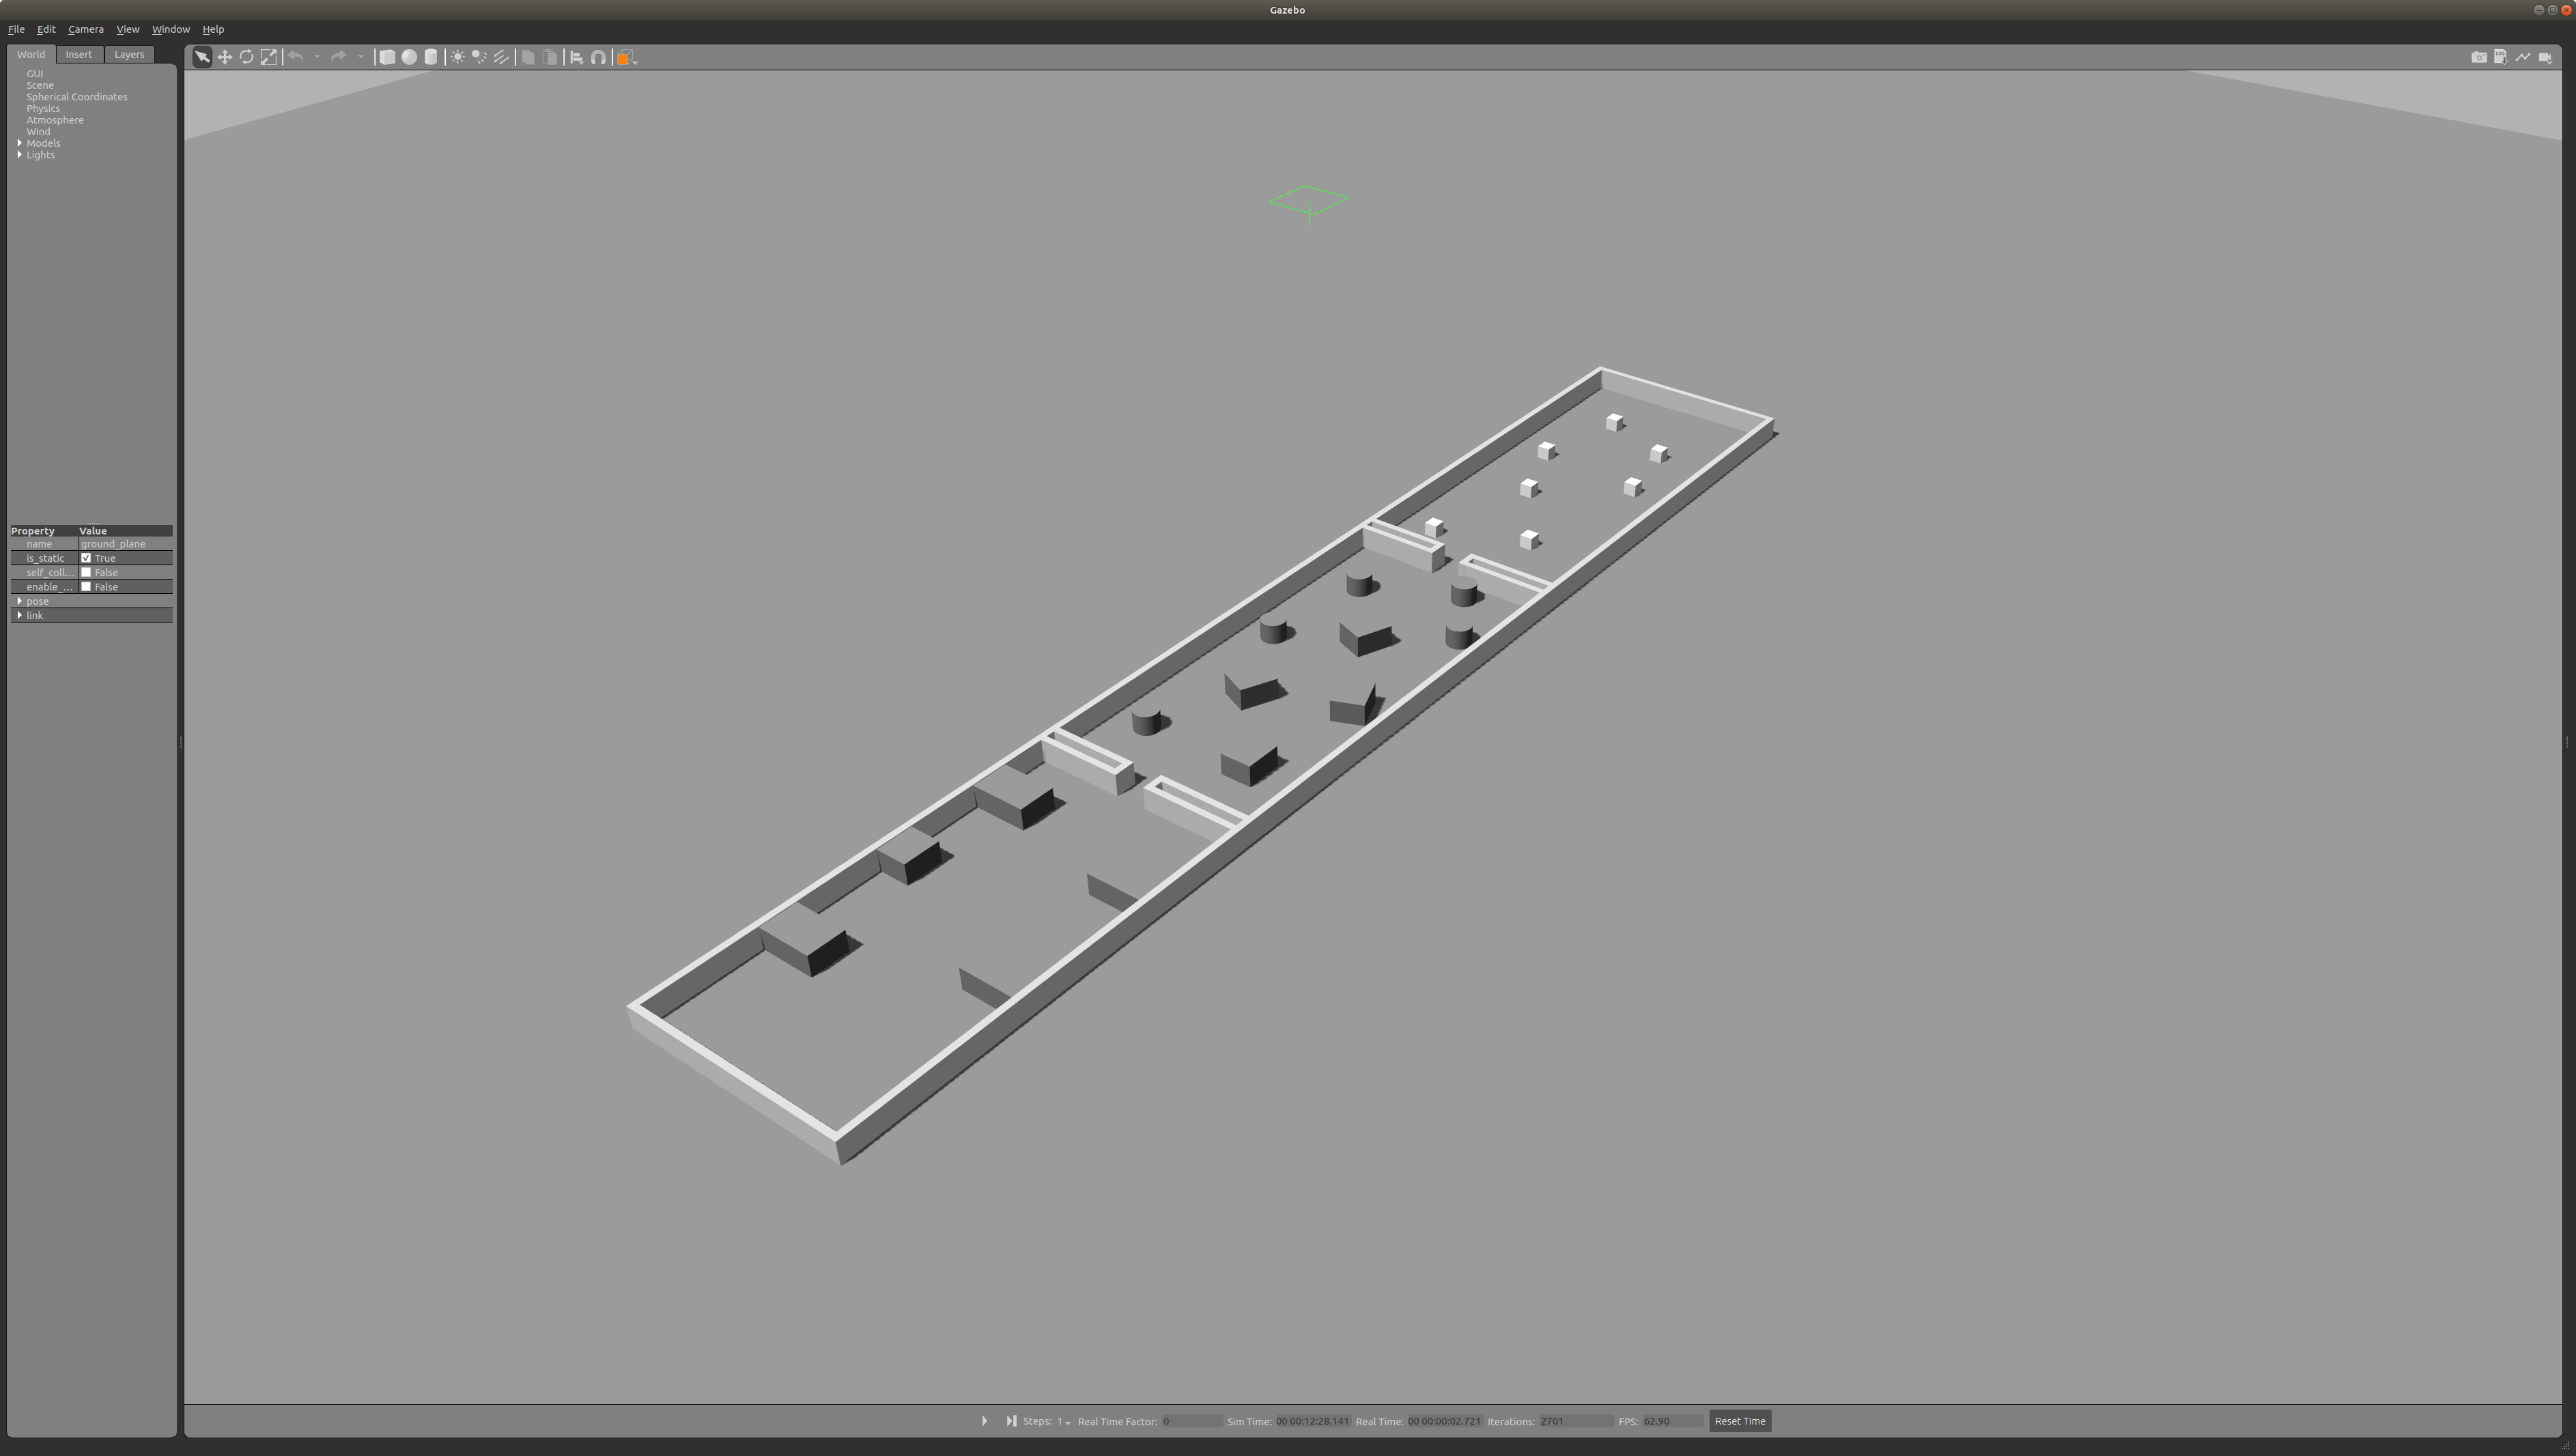 Gazebo
File Edit Camera View Window Help
World Insert Layers
GUI
Scene
Spherical Coordinates
Physics
Atmosphere
Wind
Models
Lights
Property Value
name ground_plane
is_static True
self_coll... False
enable_... False
pose
link
Steps: 1 Real Time Factor: 0 Sim Time: 00 00:12:28.141 Real Time: 00 00:00:02.721 Iterations: 2701 FPS: 62.90 Reset Time